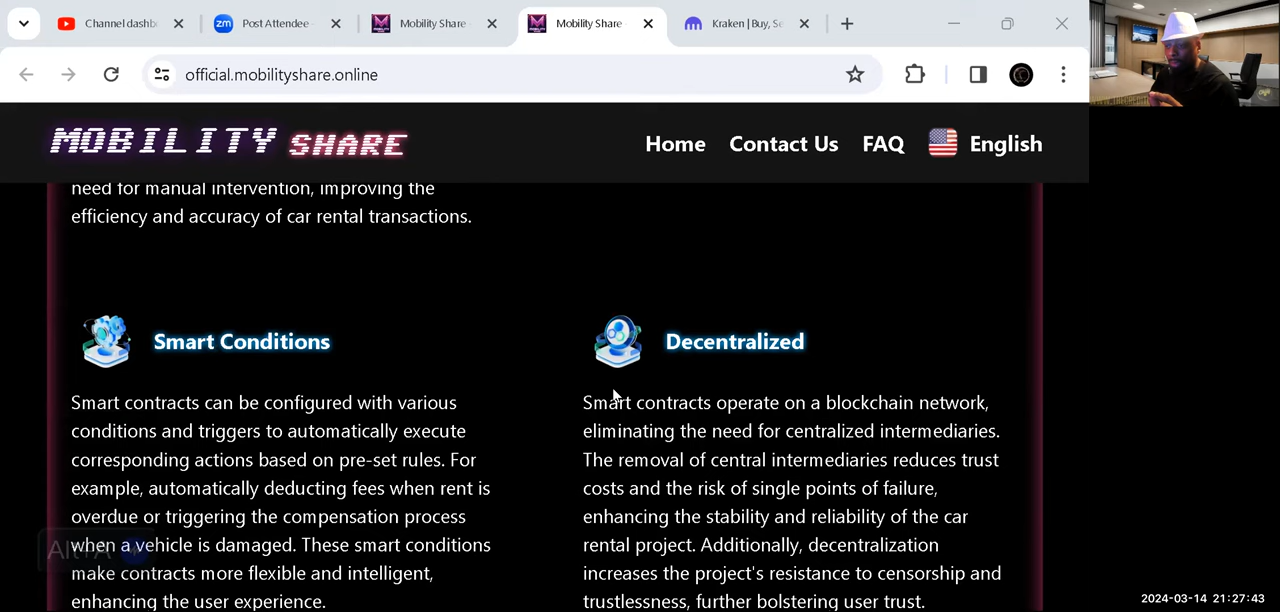 Channel dashb
zm
Post Attendee
Mobility Share
Mobility Share
Kraken | Buy, Se
official.mobilityshare.online
MOBILITY SHARE
Home
Contact Us
FAQ
English
need for manual intervention, improving the
efficiency and accuracy of car rental transactions.
Smart Conditions
Smart contracts can be configured with various
conditions and triggers to automatically execute
corresponding actions based on pre-set rules. For
example, automatically deducting fees when rent is
overdue or triggering the compensation process
when a vehicle is damaged. These smart conditions
make contracts more flexible and intelligent,
enhancing the user experience.
Decentralized
Smart contracts operate on a blockchain network,
eliminating the need for centralized intermediaries.
The removal of central intermediaries reduces trust
costs and the risk of single points of failure,
enhancing the stability and reliability of the car
rental project. Additionally, decentralization
increases the project's resistance to censorship and
trustlessness, further bolstering user trust.
2024-03-14 21:27:43